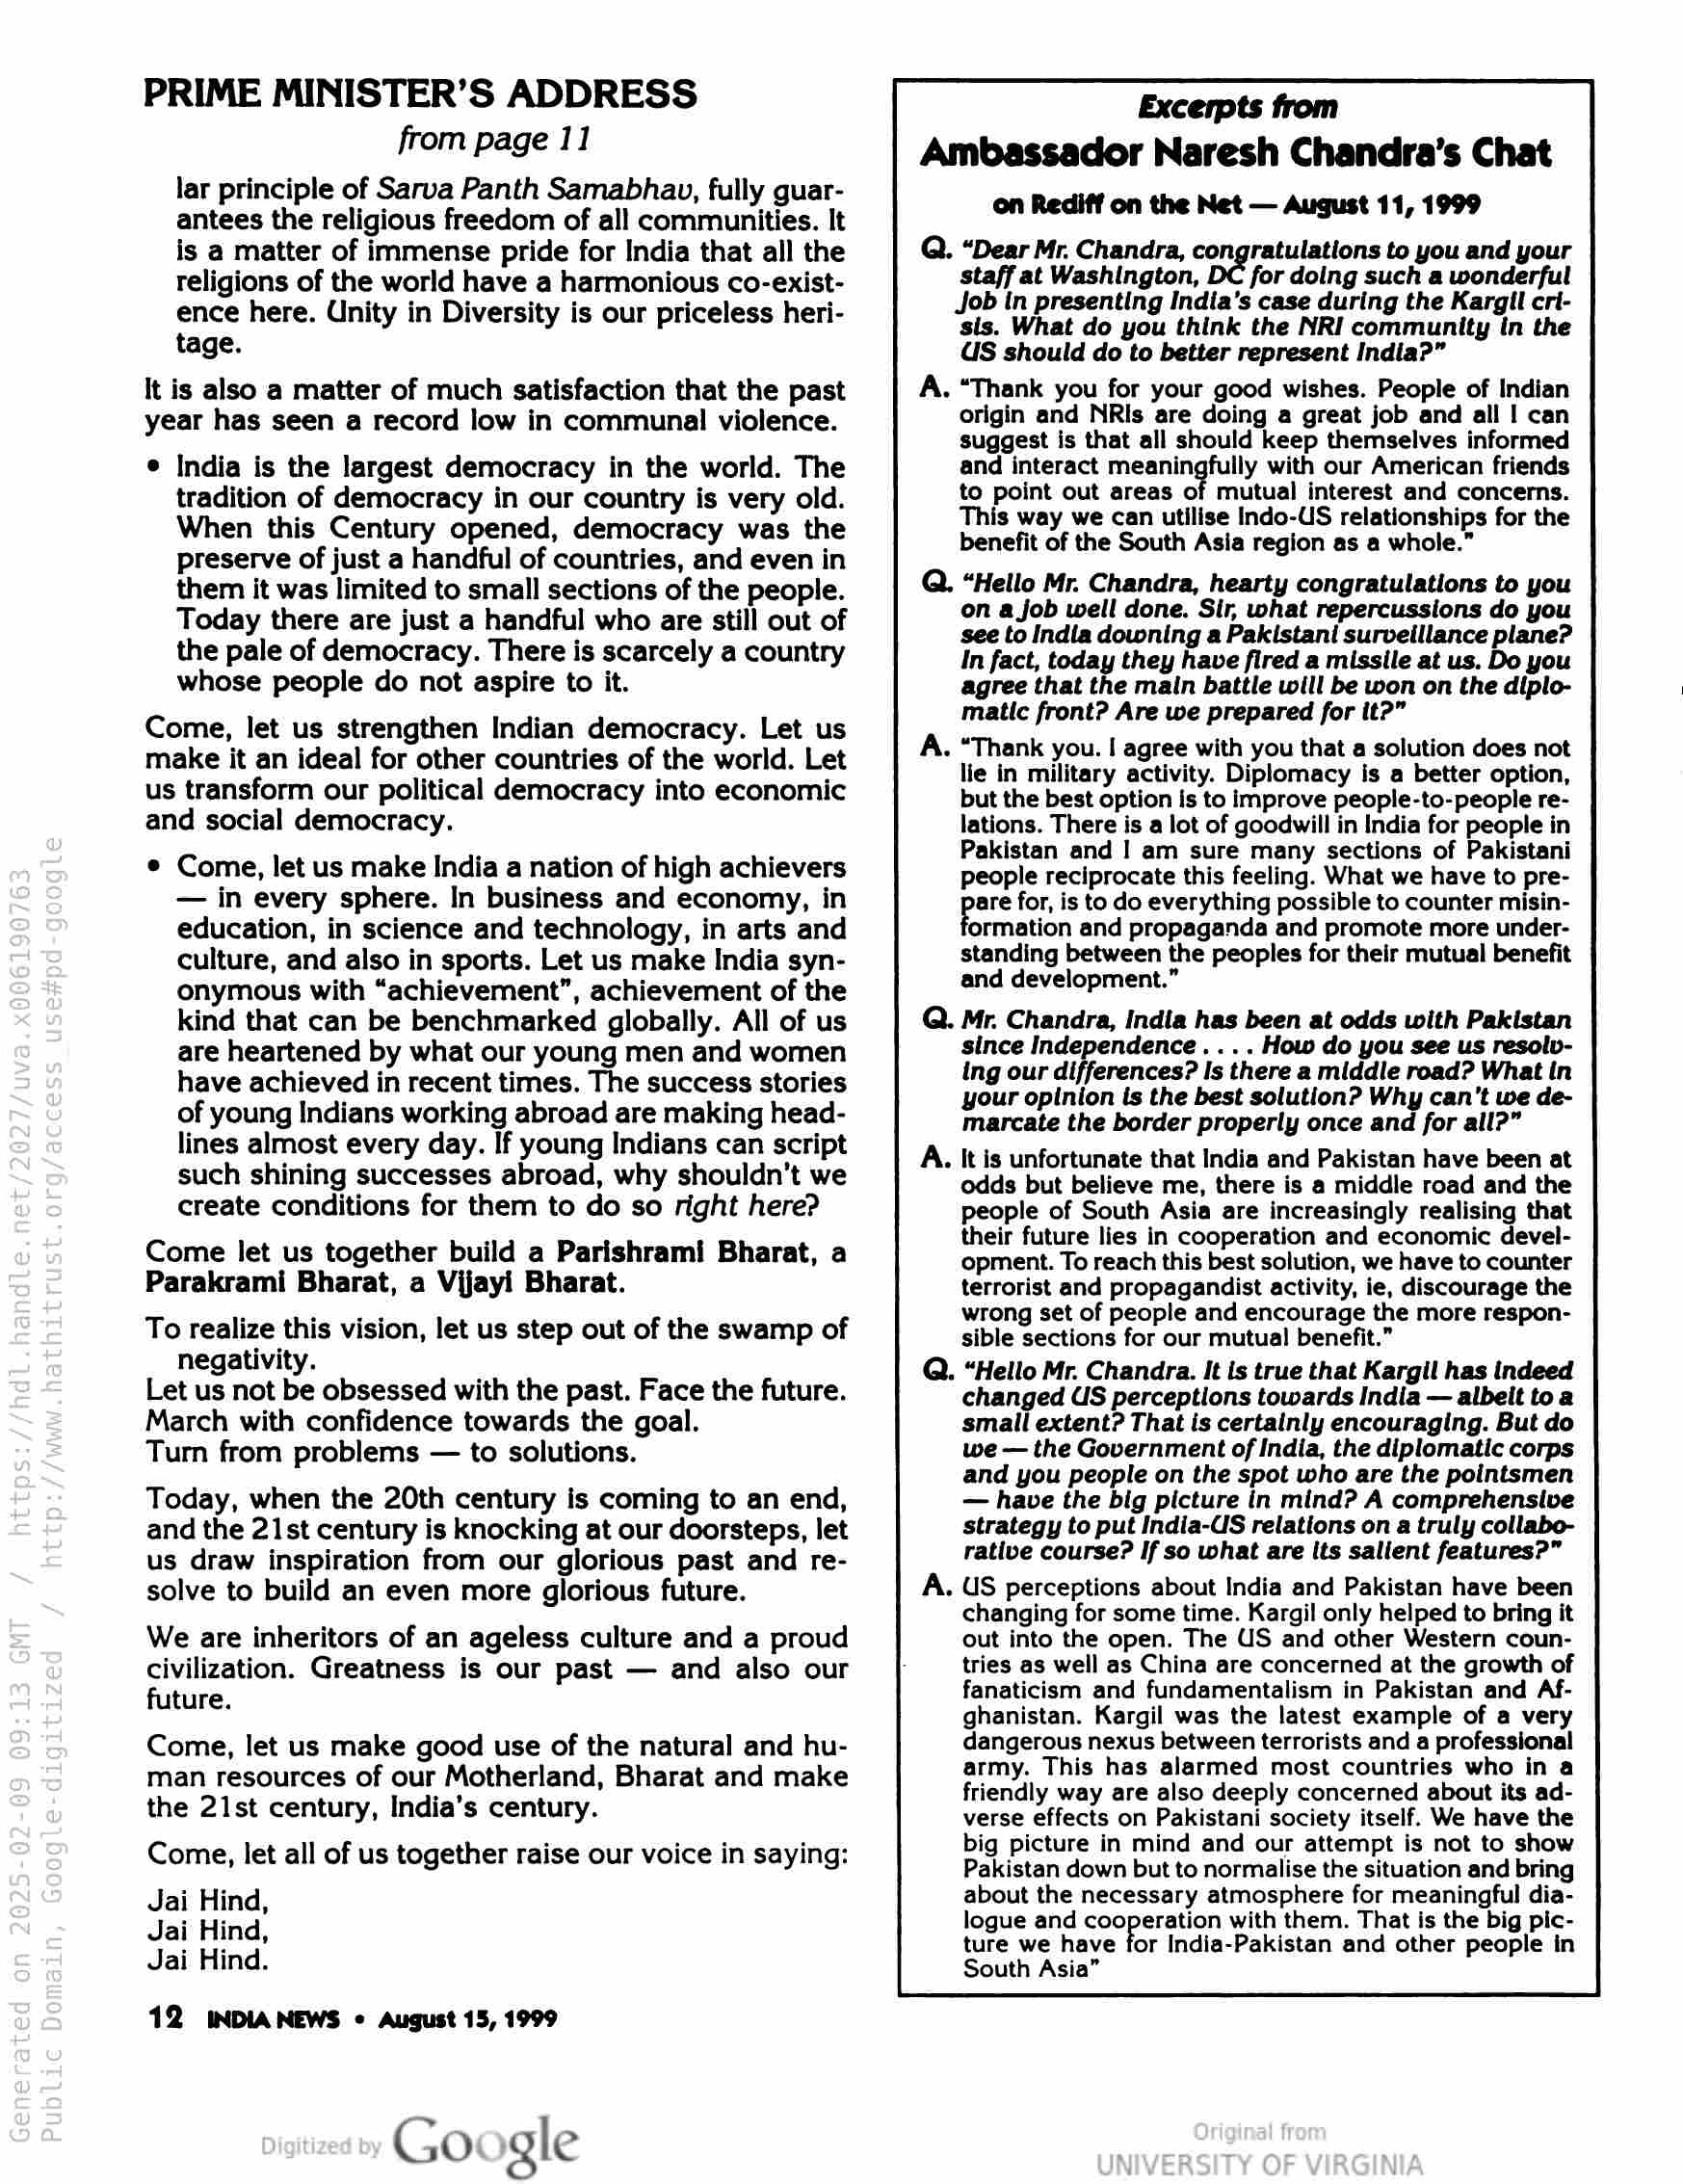 PRIME MINISTER'S ADDRESS
from page 11
lar principle of Sarva Panth Samabhav, fully guar-
antees the religious freedom of all communities. It
is a matter of immense pride for India that all the
religions of the world have a harmonious co-exist-
ence here. Unity in Diversity is our priceless heri-
tage.
It is also a matter of much satisfaction that the past
year has seen a record low in communal violence.
• India is the largest democracy in the world. The
tradition of democracy in our country is very old.
When this Century opened, democracy was the
preserve of just a handful of countries, and even in
them it was limited to small sections of the people.
Today there are just a handful who are still out of
the pale of democracy. There is scarcely a country
whose people do not aspire to it.
Come, let us strengthen Indian democracy. Let us
make it an ideal for other countries of the world. Let
us transform our political democracy into economic
and social democracy.
• Come, let us make India a nation of high achievers
— in every sphere. In business and economy, in
education, in science and technology, in arts and
culture, and also in sports. Let us make India syn-
onymous with "achievement", achievement of the
kind that can be benchmarked globally. All of us
are heartened by what our young men and women
have achieved in recent times. The success stories
of young Indians working abroad are making head-
lines almost every day. If young Indians can script
such shining successes abroad, why shouldn't we
create conditions for them to do so right here?
Come let us together build a Parishrami Bharat, a
Parakrami Bharat, a Vijayi Bharat.
To realize this vision, let us step out of the swamp of
negativity.
Let us not be obsessed with the past. Face the future.
March with confidence towards the goal.
Turn from problems — to solutions.
Today, when the 20th century is coming to an end,
and the 21st century is knocking at our doorsteps, let
us draw inspiration from our glorious past and re-
solve to build an even more glorious future.
We are inheritors of an ageless culture and a proud
civilization. Greatness is our past — and also our
future.
Come, let us make good use of the natural and hu-
man resources of our Motherland, Bharat and make
the 21st century, India's century.
Come, let all of us together raise our voice in saying:
Jai Hind,
Jai Hind,
Jai Hind.
12 INDIA NEWS • August 15, 1999
Excerpts from
Ambassador Naresh Chandra's Chat
on Rediff on the Net — August 11, 1999
Q. "Dear Mr. Chandra, congratulations to you and your
staff at Washington, DC for doing such a wonderful
job in presenting India's case during the Kargil cri-
sis. What do you think the NRI community in the
US should do to better represent India?"
A. "Thank you for your good wishes. People of Indian
origin and NRIs are doing a great job and all I can
suggest is that all should keep themselves informed
and interact meaningfully with our American friends
to point out areas of mutual interest and concerns.
This way we can utilise Indo-US relationships for the
benefit of the South Asia region as a whole."
Q. "Hello Mr. Chandra, hearty congratulations to you
on a job well done. Sir, what repercussions do you
see to India downing a Pakistani surveillance plane?
In fact, today they have fired a missile at us. Do you
agree that the main battle will be won on the diplo-
matic front? Are we prepared for it?"
A. "Thank you. I agree with you that a solution does not
lie in military activity. Diplomacy is a better option,
but the best option is to improve people-to-people re-
lations. There is a lot of goodwill in India for people in
Pakistan and I am sure many sections of Pakistani
people reciprocate this feeling. What we have to pre-
pare for, is to do everything possible to counter misin-
formation and propaganda and promote more under-
standing between the peoples for their mutual benefit
and development."
Q. Mr. Chandra, India has been at odds with Pakistan
since Independence . . . . How do you see us resolv-
ing our differences? Is there a middle road? What in
your opinion is the best solution? Why can't we de-
marcate the border properly once and for all?"
A. It is unfortunate that India and Pakistan have been at
odds but believe me, there is a middle road and the
people of South Asia are increasingly realising that
their future lies in cooperation and economic devel-
opment. To reach this best solution, we have to counter
terrorist and propagandist activity, ie, discourage the
wrong set of people and encourage the more respon-
sible sections for our mutual benefit."
Q. "Hello Mr. Chandra. It is true that Kargil has indeed
changed US perceptions towards India — albeit to a
small extent? That is certainly encouraging. But do
we — the Government of India, the diplomatic corps
and you people on the spot who are the pointsmen
— have the big picture in mind? A comprehensive
strategy to put India-US relations on a truly collabo-
rative course? If so what are its salient features?"
A. US perceptions about India and Pakistan have been
changing for some time. Kargil only helped to bring it
out into the open. The US and other Western coun-
tries as well as China are concerned at the growth of
fanaticism and fundamentalism in Pakistan and Af-
ghanistan. Kargil was the latest example of a very
dangerous nexus between terrorists and a professional
army. This has alarmed most countries who in a
friendly way are also deeply concerned about its ad-
verse effects on Pakistani society itself. We have the
big picture in mind and our attempt is not to show
Pakistan down but to normalise the situation and bring
about the necessary atmosphere for meaningful dia-
logue and cooperation with them. That is the big pic-
ture we have for India-Pakistan and other people in
South Asia"
Generated on 2025-02-09 09:13 GMT / https://hdl.handle.net/2027/uva.x006190763
Public Domain, Google-digitized / http://www.hathitrust.org/access_use#pd-google
Digitized by Google
Original from
UNIVERSITY OF VIRGINIA